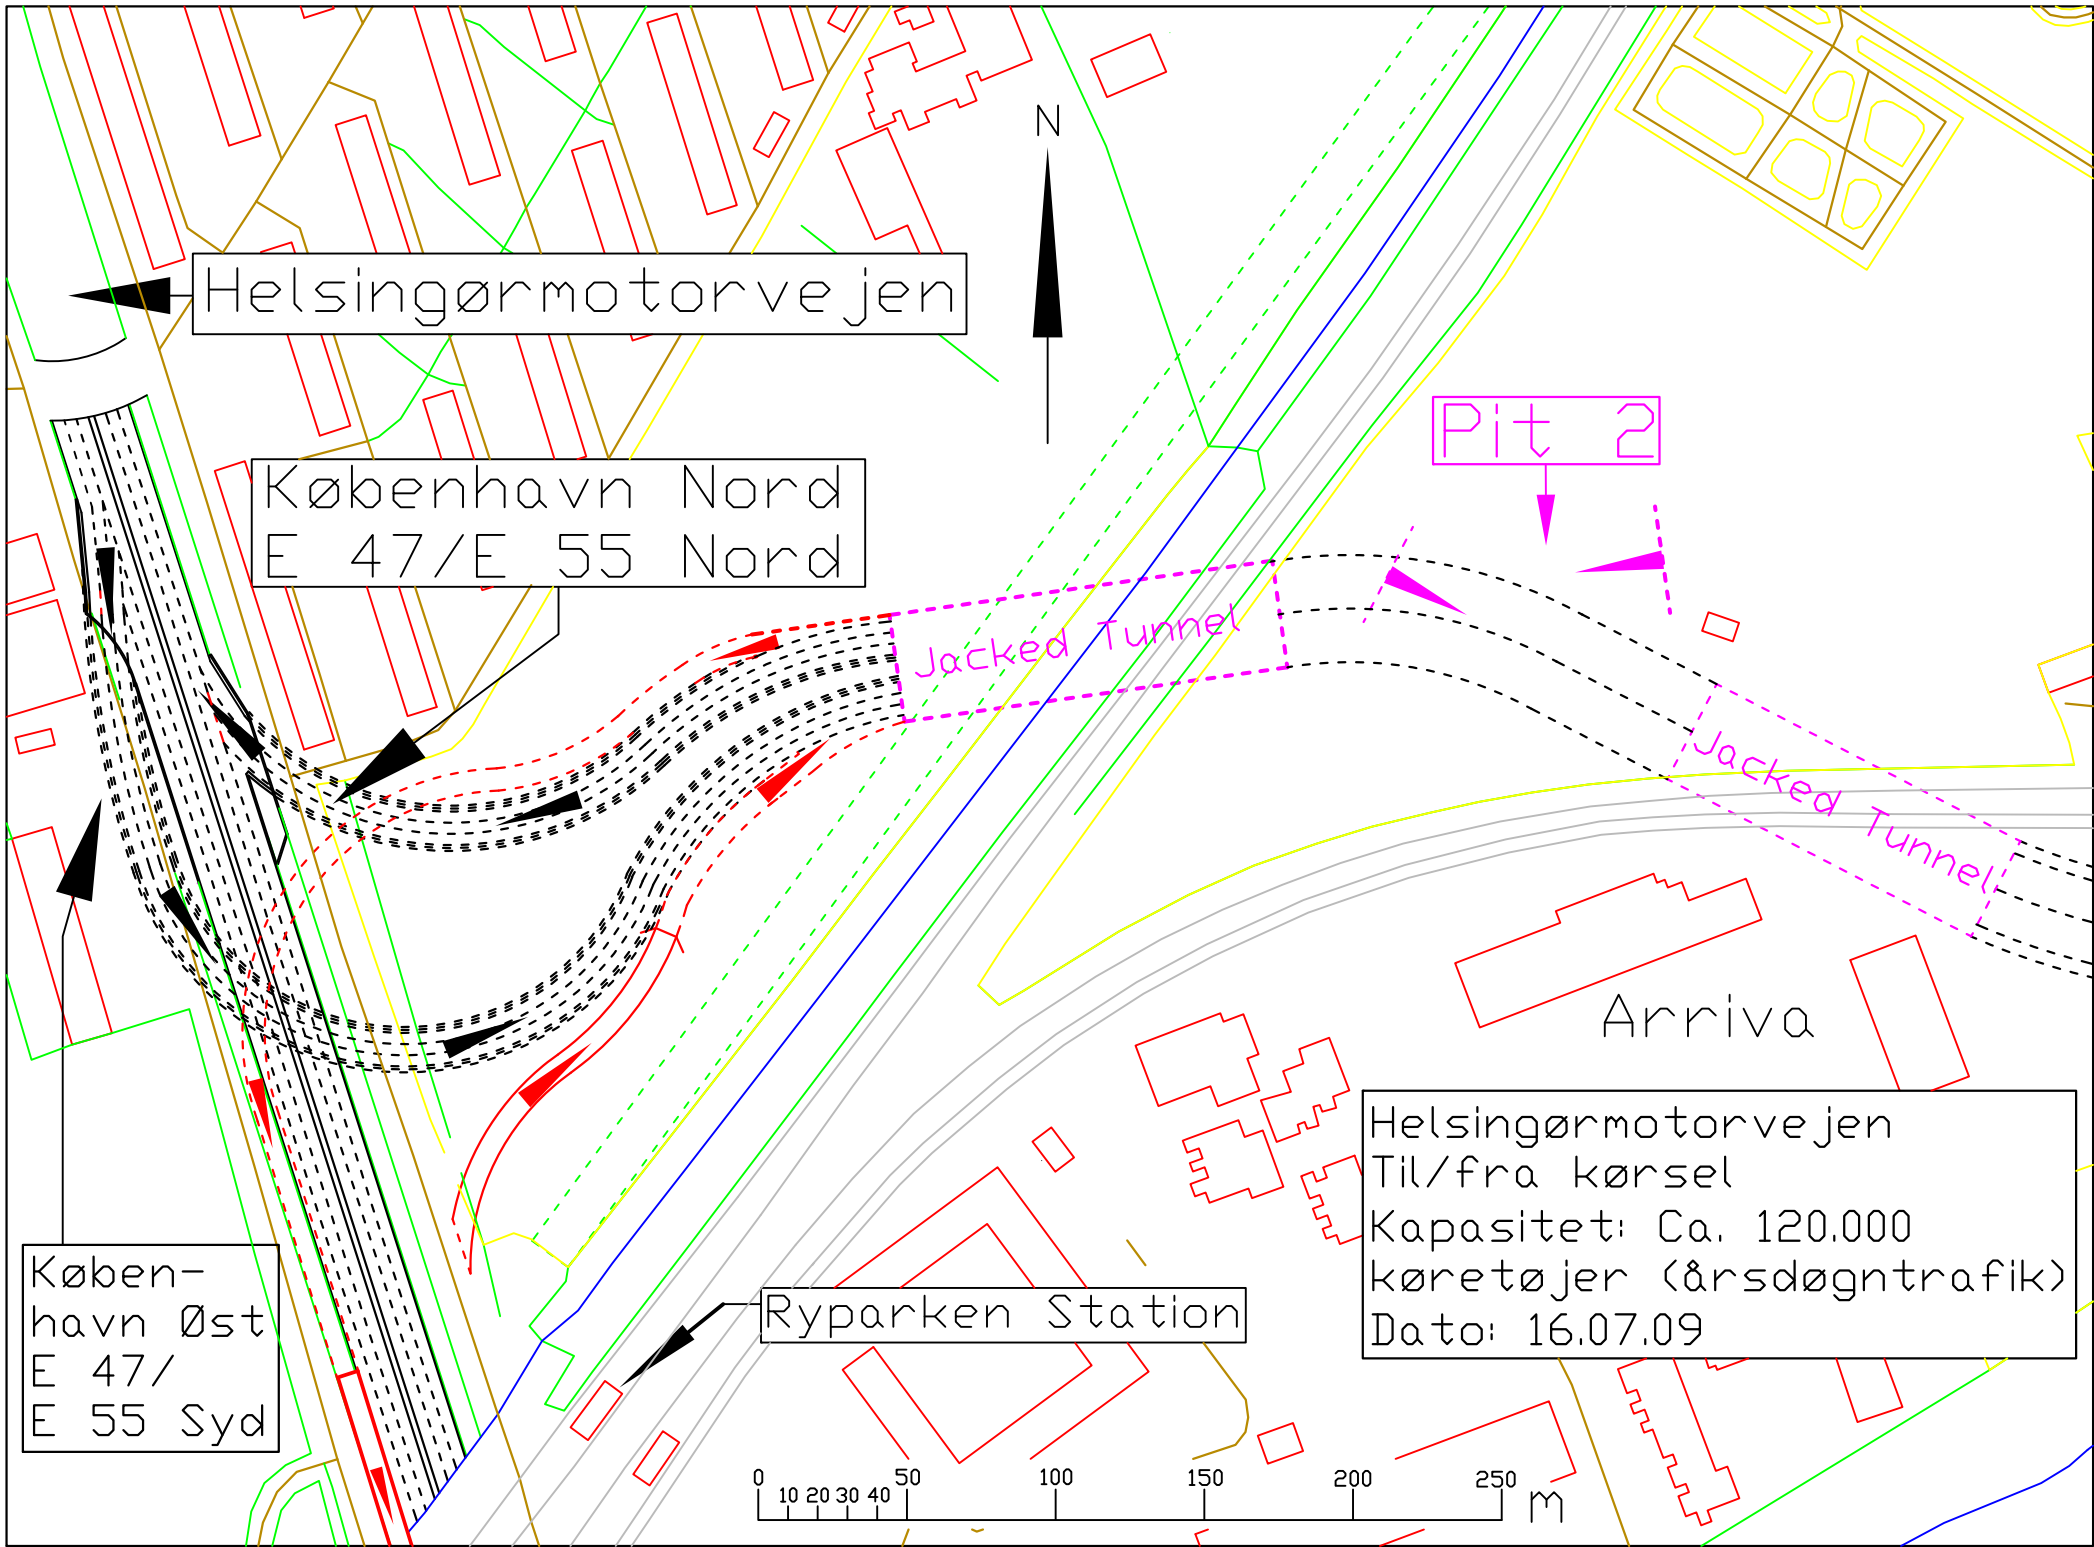 N
Helsingørmotorvejen
Pit 2
København Nord
E 47/E 55 Nord
Jacked Tunnel
Jacked Tunnel
Arriva
Helsingørmotorvejen
Til/fra kørsel
Kapasitet: Ca. 120.000
køretøjer (årsdøgntrafik)
Dato: 16.07.09
Køben-
havn Øst
E 47/
E 55 Syd
Ryparken Station
0 10 20 30 40 50 100 150 200 250 m